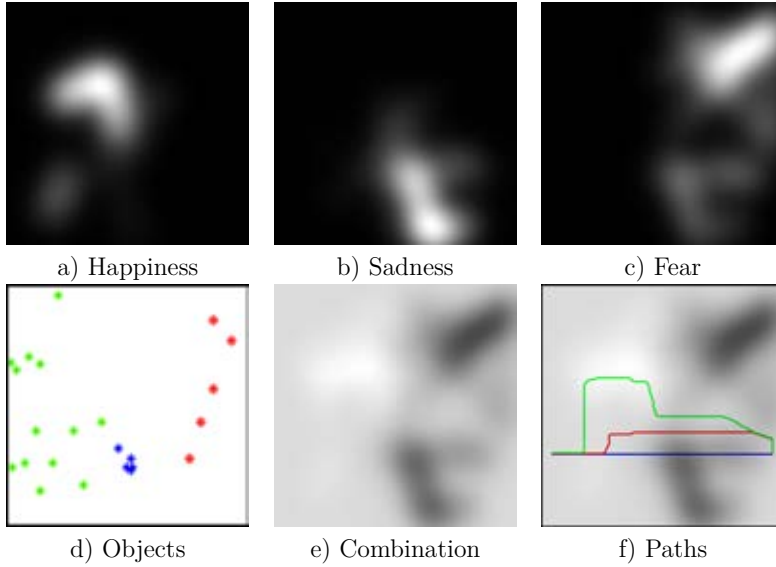 a) Happiness
b) Sadness
c) Fear
d) Objects
e) Combination
f) Paths